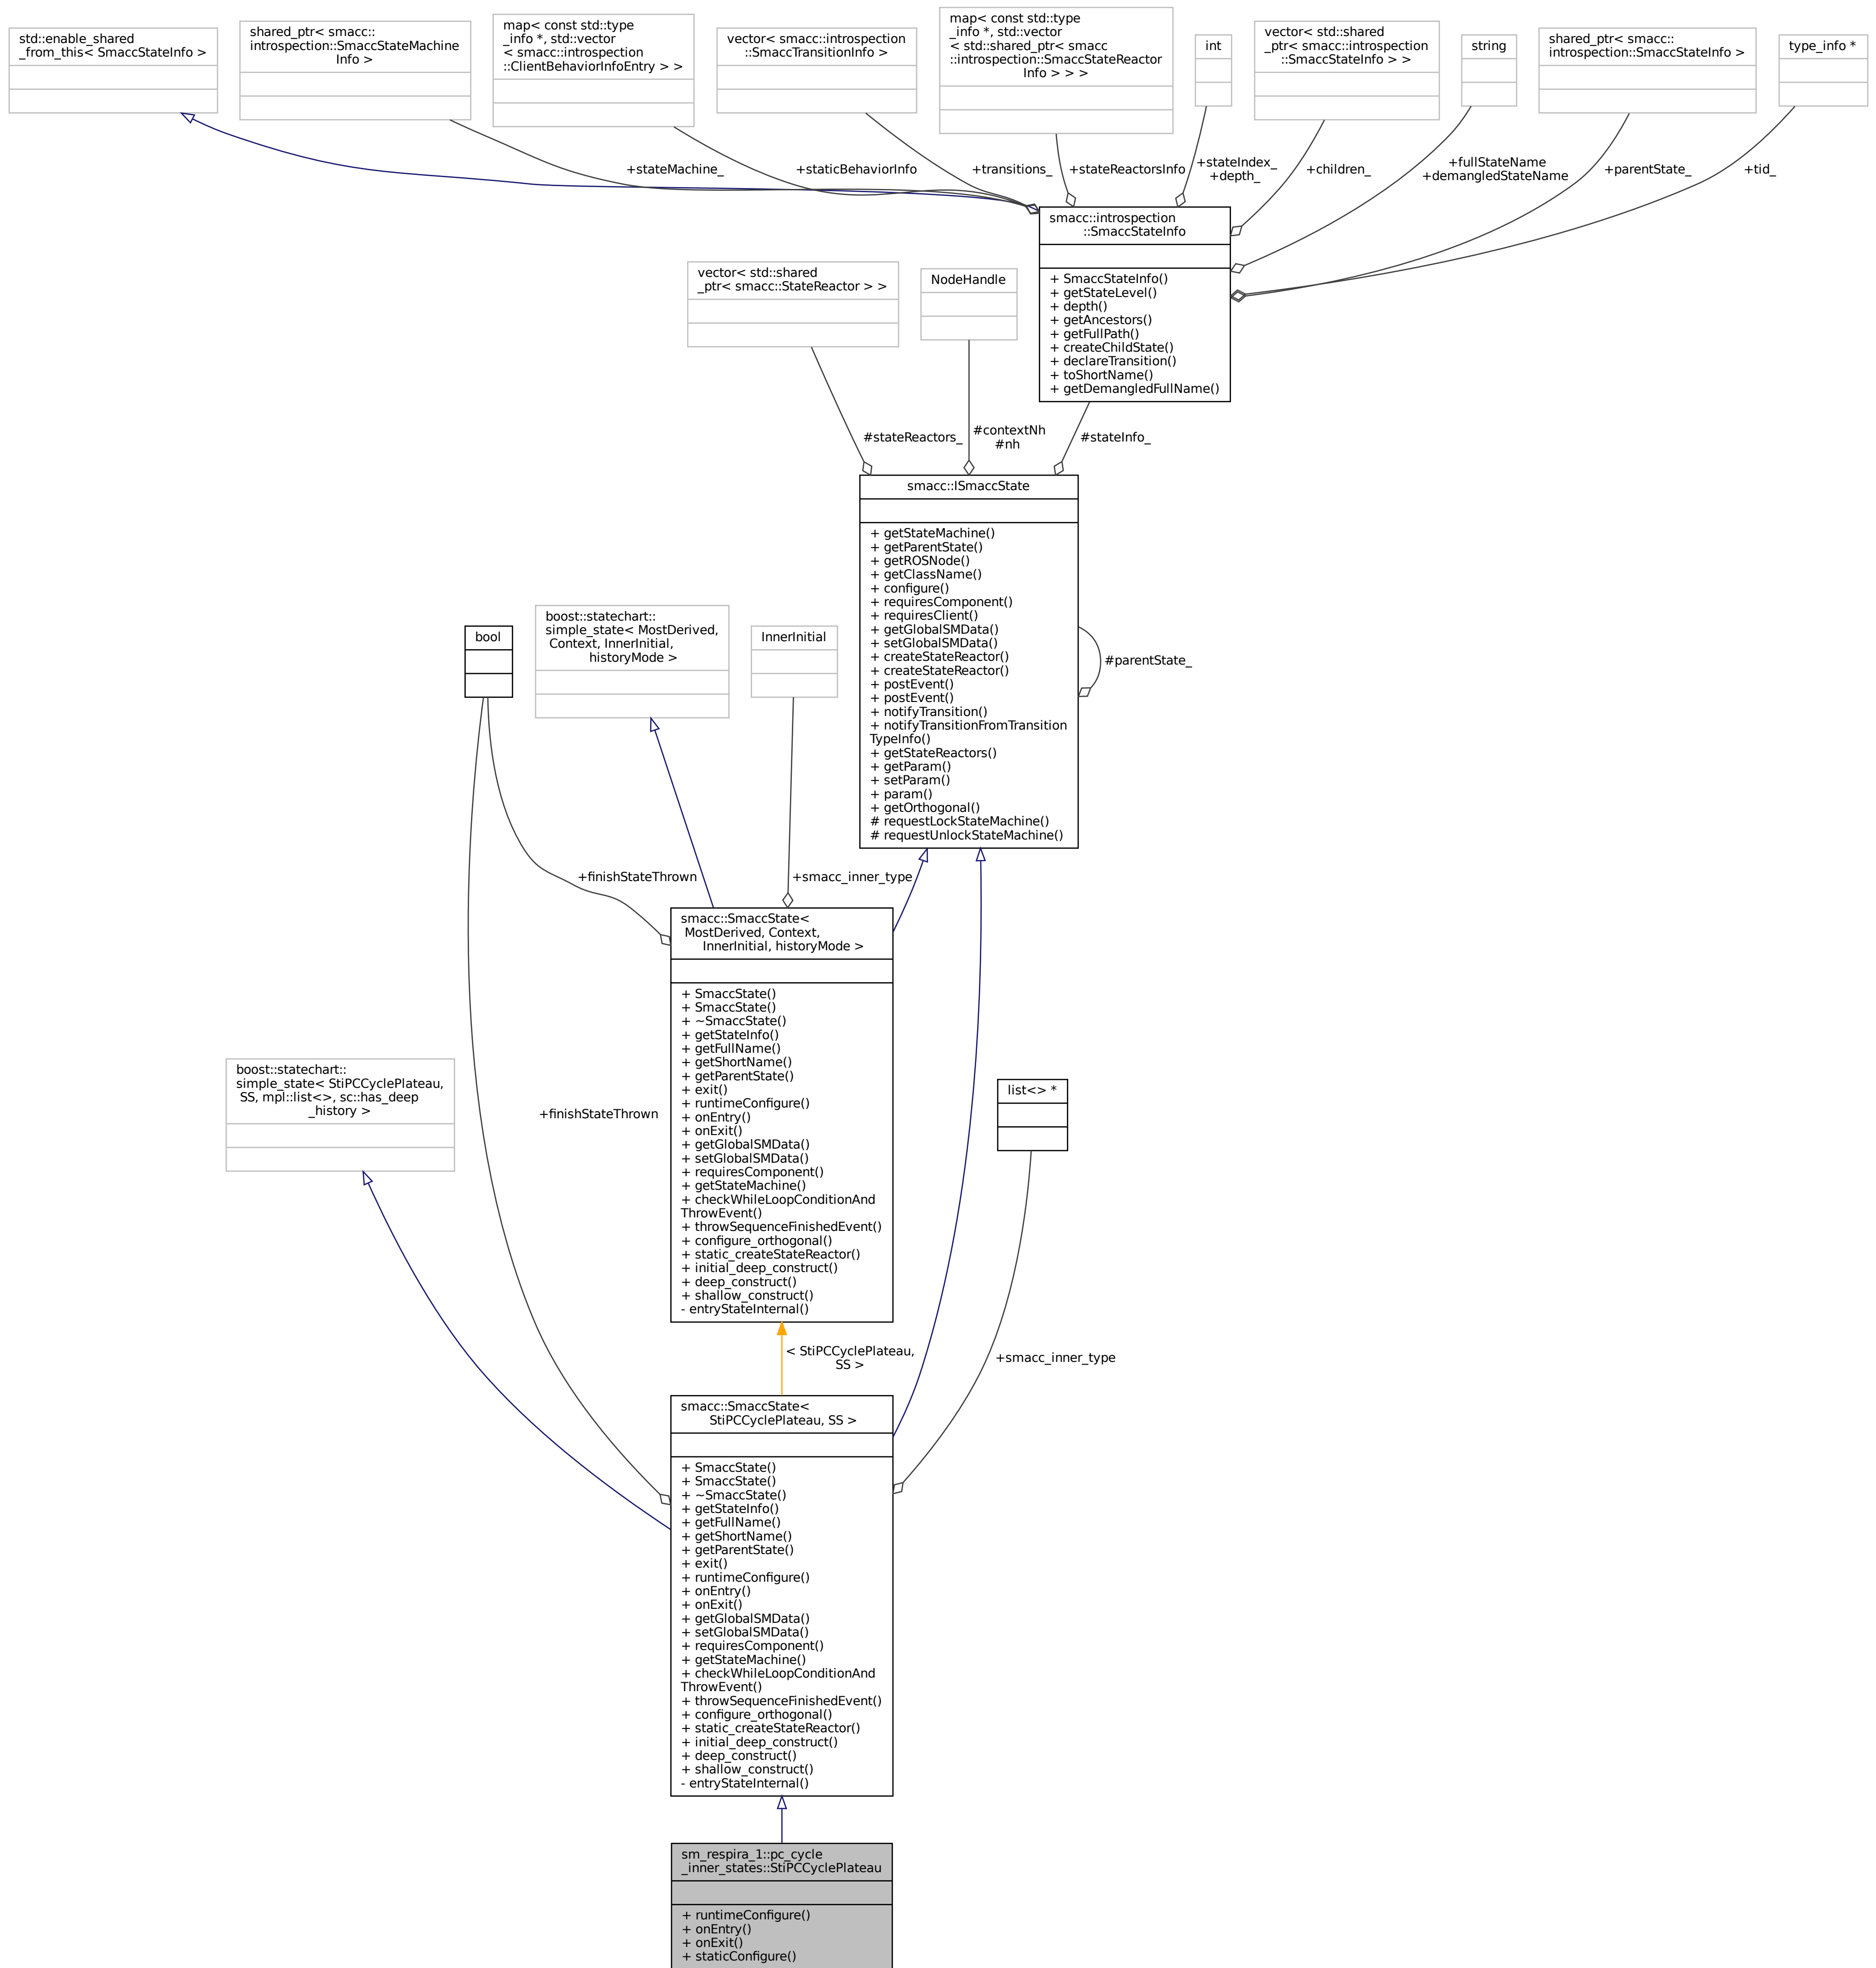 std::enable_shared
_from_this< SmaccStateInfo >
shared_ptr< smacc::
introspection::SmaccStateMachine
Info >
map< const std::type
_info *, std::vector
< smacc::introspection
::ClientBehaviorInfoEntry > >
vector< smacc::introspection
::SmaccTransitionInfo >
map< const std::type
_info *, std::vector
< std::shared_ptr< smacc
::introspection::SmaccStateReactor
Info > > >
int
vector< std::shared
_ptr< smacc::introspection
::SmaccStateInfo > >
string
shared_ptr< smacc::
introspection::SmaccStateInfo >
type_info *
+stateMachine_
+staticBehaviorInfo
+transitions_
+stateReactorsInfo
+stateIndex_
+depth_
+children_
+fullStateName
+demangledStateName
+parentState_
+tid_
smacc::introspection
::SmaccStateInfo
+ SmaccStateInfo()
+ getStateLevel()
+ depth()
+ getAncestors()
+ getFullPath()
+ createChildState()
+ declareTransition()
+ toShortName()
+ getDemangledFullName()
vector< std::shared
_ptr< smacc::StateReactor > >
NodeHandle
#stateReactors_
#contextNh
#nh
#stateInfo_
smacc::ISmaccState
+ getStateMachine()
+ getParentState()
+ getROSNode()
+ getClassName()
+ configure()
+ requiresComponent()
+ requiresClient()
+ getGlobalSMData()
+ setGlobalSMData()
+ createStateReactor()
+ createStateReactor()
+ postEvent()
+ postEvent()
+ notifyTransition()
+ notifyTransitionFromTransition
TypeInfo()
+ getStateReactors()
+ getParam()
+ setParam()
+ param()
+ getOrthogonal()
# requestLockStateMachine()
# requestUnlockStateMachine()
#parentState_
bool
boost::statechart::
simple_state< MostDerived,
Context, InnerInitial,
historyMode >
InnerInitial
+finishStateThrown
+smacc_inner_type
smacc::SmaccState<
MostDerived, Context,
InnerInitial, historyMode >
+ SmaccState()
+ SmaccState()
+ ~SmaccState()
+ getStateInfo()
+ getFullName()
+ getShortName()
+ getParentState()
+ exit()
+ runtimeConfigure()
+ onEntry()
+ onExit()
+ getGlobalSMData()
+ setGlobalSMData()
+ requiresComponent()
+ getStateMachine()
+ checkWhileLoopConditionAnd
ThrowEvent()
+ throwSequenceFinishedEvent()
+ configure_orthogonal()
+ static_createStateReactor()
+ initial_deep_construct()
+ deep_construct()
+ shallow_construct()
- entryStateInternal()
boost::statechart::
simple_state< StiPCCyclePlateau,
SS, mpl::list<>, sc::has_deep
_history >
+finishStateThrown
list<> *
< StiPCCyclePlateau,
SS >
+smacc_inner_type
smacc::SmaccState<
StiPCCyclePlateau, SS >
+ SmaccState()
+ SmaccState()
+ ~SmaccState()
+ getStateInfo()
+ getFullName()
+ getShortName()
+ getParentState()
+ exit()
+ runtimeConfigure()
+ onEntry()
+ onExit()
+ getGlobalSMData()
+ setGlobalSMData()
+ requiresComponent()
+ getStateMachine()
+ checkWhileLoopConditionAnd
ThrowEvent()
+ throwSequenceFinishedEvent()
+ configure_orthogonal()
+ static_createStateReactor()
+ initial_deep_construct()
+ deep_construct()
+ shallow_construct()
- entryStateInternal()
sm_respira_1::pc_cycle
_inner_states::StiPCCyclePlateau
+ runtimeConfigure()
+ onEntry()
+ onExit()
+ staticConfigure()